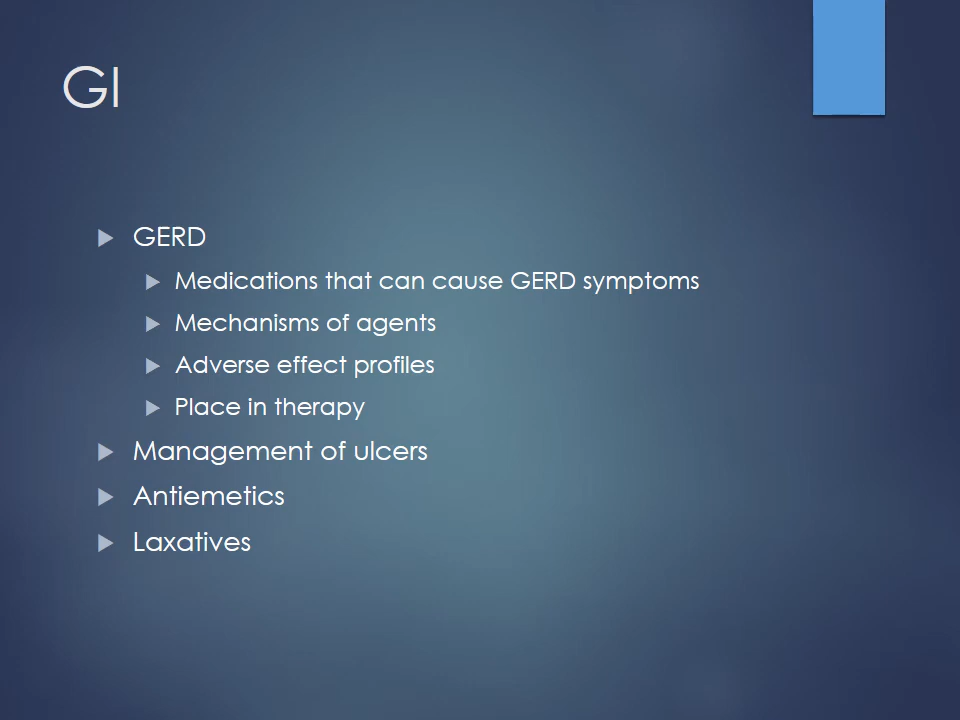 GI
GERD
Medications that can cause GERD symptoms
Mechanisms of agents
Adverse effect profiles
Place in therapy
Management of ulcers
Antiemetics
Laxatives